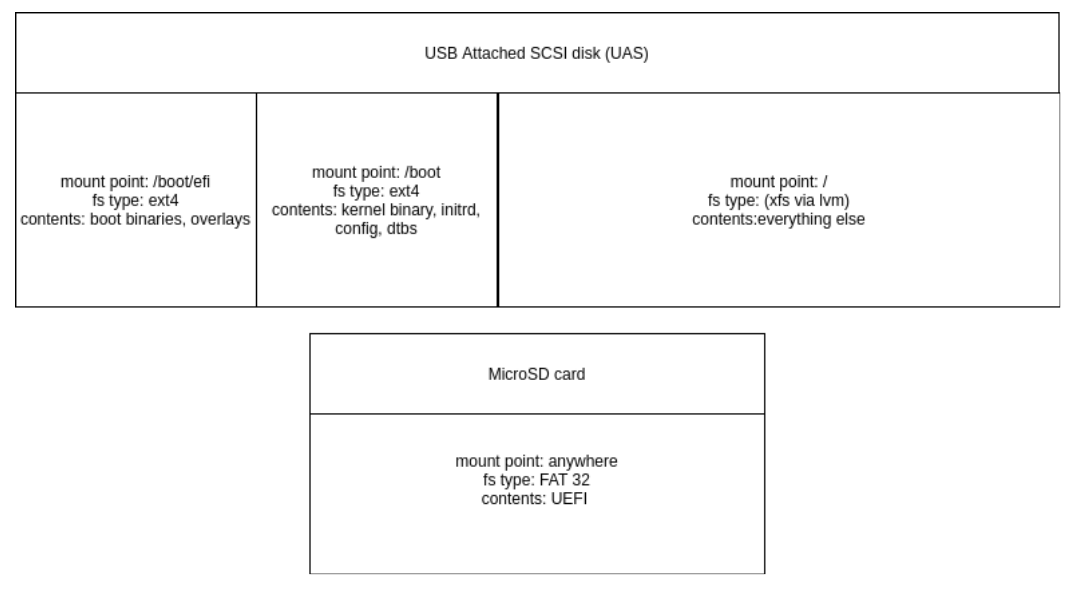 USB Attached SCSI disk (UAS)
mount point: /boot/efi
fs type: ext4
contents: boot binaries, overlays
mount point: /boot
fs type: ext4
contents: kernel binary, initrd,
config, dtbs
mount point: /
fs type: (xfs via lvm)
contents:everything else
MicroSD card
mount point: anywhere
fs type: FAT 32
contents: UEFI